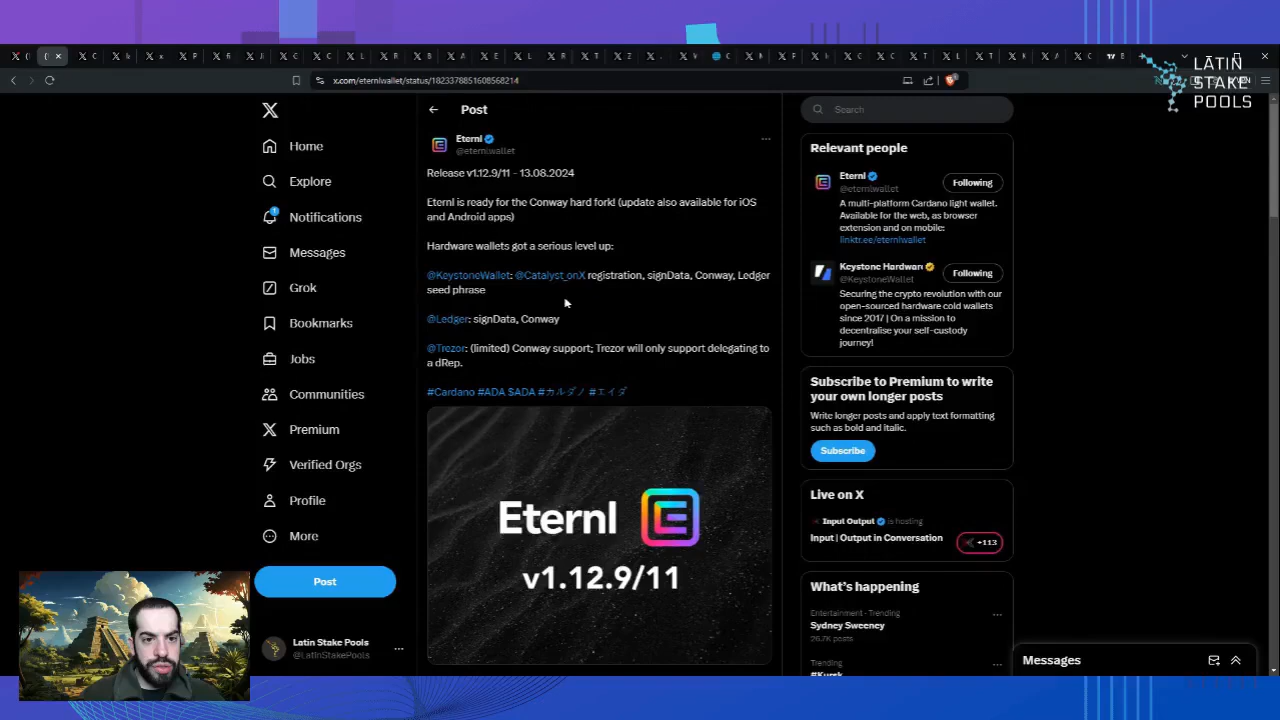 LATIN
STAKE
POOLS
x.com/eternlwallet/status/1823378851608568214
Home
Explore
Notifications
Messages
Grok
Bookmarks
Jobs
Communities
Premium
Verified Orgs
Profile
More
Post
Latin Stake Pools
@LatinStakePools
Post
Eternl
@eternlwallet
Release v1.12.9/11 - 13.08.2024
Eternl is ready for the Conway hard fork! (update also available for iOS
and Android apps)
Hardware wallets got a serious level up:
@KeystoneWallet: @Catalyst_onX registration, signData, Conway, Ledger
seed phrase
@Ledger: signData, Conway
@Trezor: (limited) Conway support; Trezor will only support delegating to
a dRep.
#Cardano #ADA $ADA #カルダノ #エイダ
Eternl
v1.12.9/11
Search
Relevant people
Eternl
@eternlwallet
Following
A multi-platform Cardano light wallet.
Available for the web, as browser
extension and on mobile:
linktr.ee/eternlwallet
Keystone Hardware
@KeystoneWallet
Following
Securing the crypto revolution with our
open-sourced hardware cold wallets
since 2017 | On a mission to
decentralise your self-custody
journey!
Subscribe to Premium to write
your own longer posts
Write longer posts and apply text formatting
such as bold and italic.
Subscribe
Live on X
Input Output is hosting
Input | Output in Conversation
+113
What's happening
Entertainment · Trending
Sydney Sweeney
26.7K posts
Trending
#Kursk
Messages